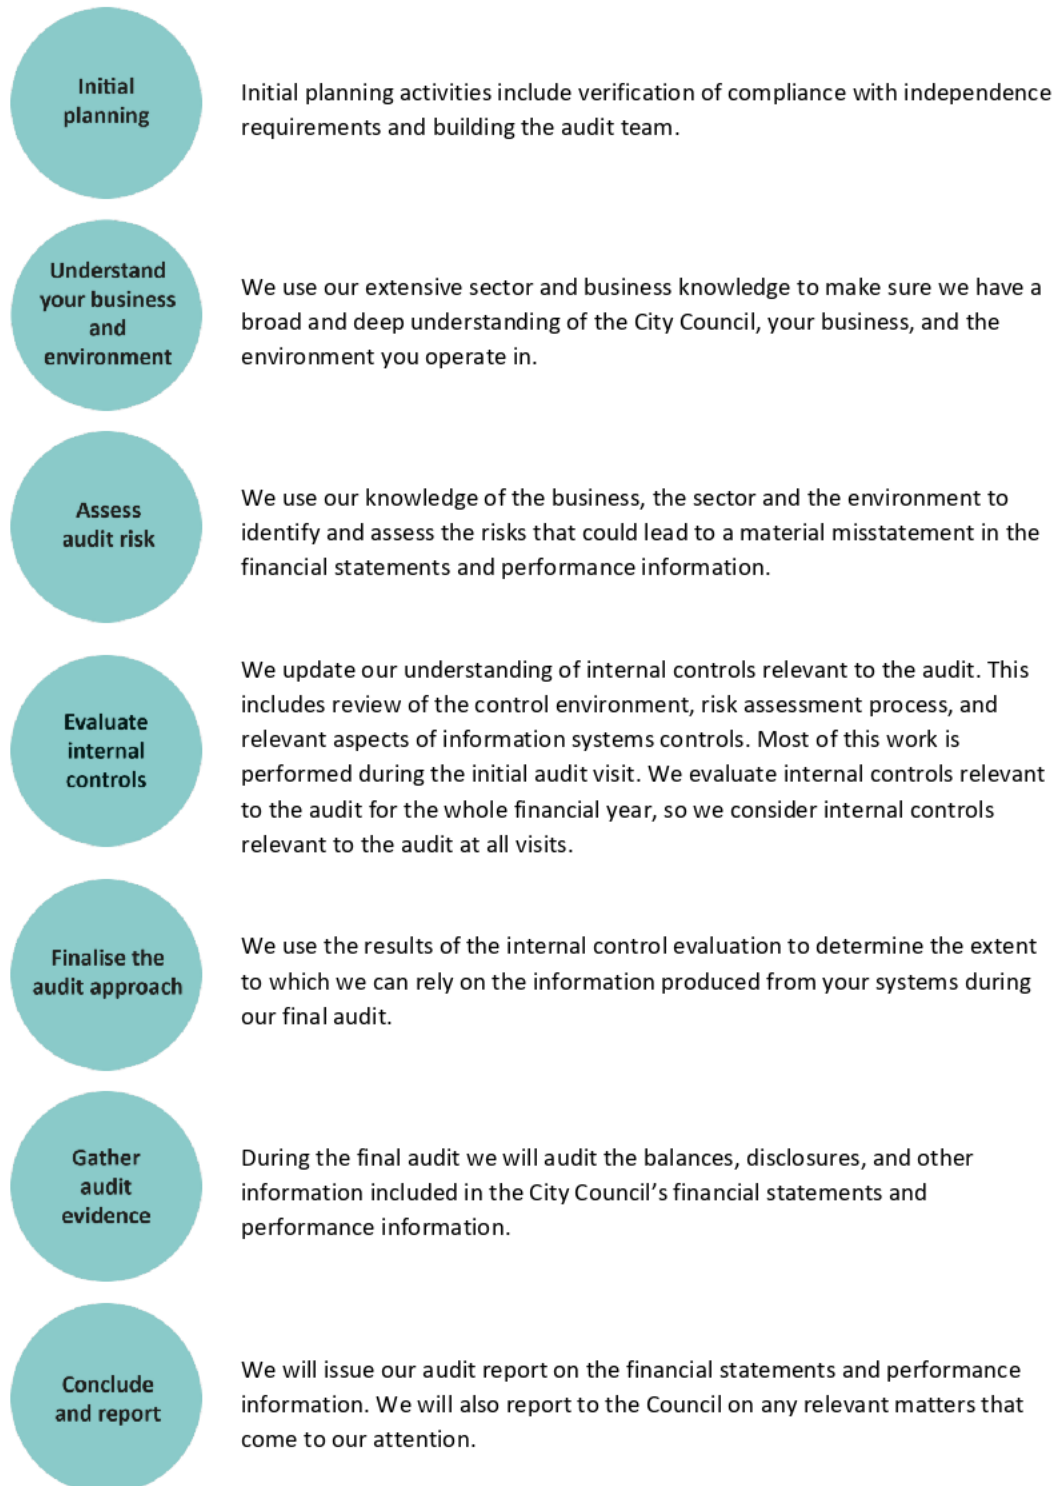 Initial
planning
Initial planning activities include verification of compliance with independence
requirements and building the audit team.
Understand
your business
and
environment
We use our extensive sector and business knowledge to make sure we have a
broad and deep understanding of the City Council, your business, and the
environment you operate in.
Assess
audit risk
We use our knowledge of the business, the sector and the environment to
identify and assess the risks that could lead to a material misstatement in the
financial statements and performance information.
Evaluate
internal
controls
We update our understanding of internal controls relevant to the audit. This
includes review of the control environment, risk assessment process, and
relevant aspects of information systems controls. Most of this work is
performed during the initial audit visit. We evaluate internal controls relevant
to the audit for the whole financial year, so we consider internal controls
relevant to the audit at all visits.
Finalise the
audit approach
We use the results of the internal control evaluation to determine the extent
to which we can rely on the information produced from your systems during
our final audit.
Gather
audit
evidence
During the final audit we will audit the balances, disclosures, and other
information included in the City Council’s financial statements and
performance information.
Conclude
and report
We will issue our audit report on the financial statements and performance
information. We will also report to the Council on any relevant matters that
come to our attention.